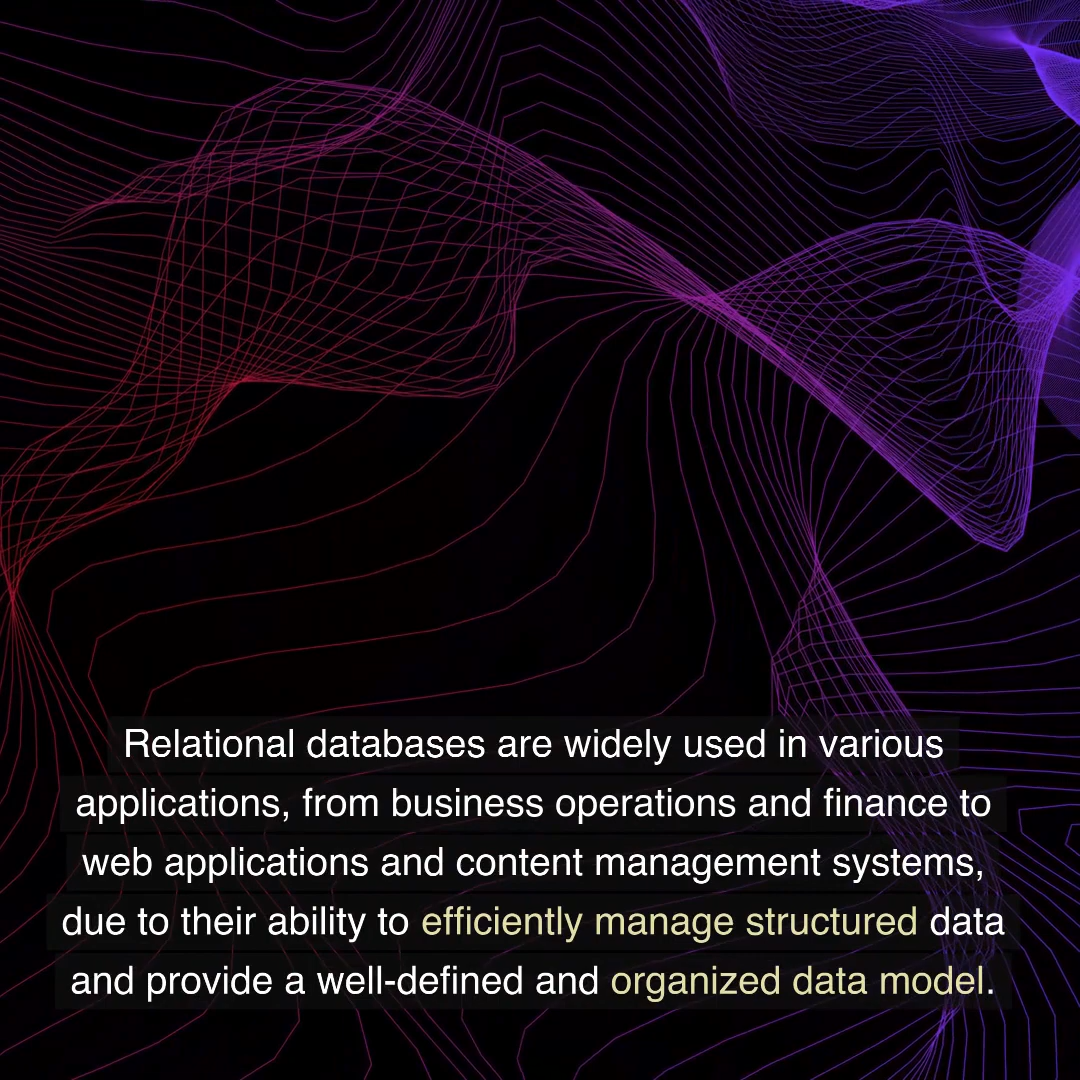 Relational databases are widely used in various
applications, from business operations and finance to
web applications and content management systems,
due to their ability to efficiently manage structured data
and provide a well-defined and organized data model.